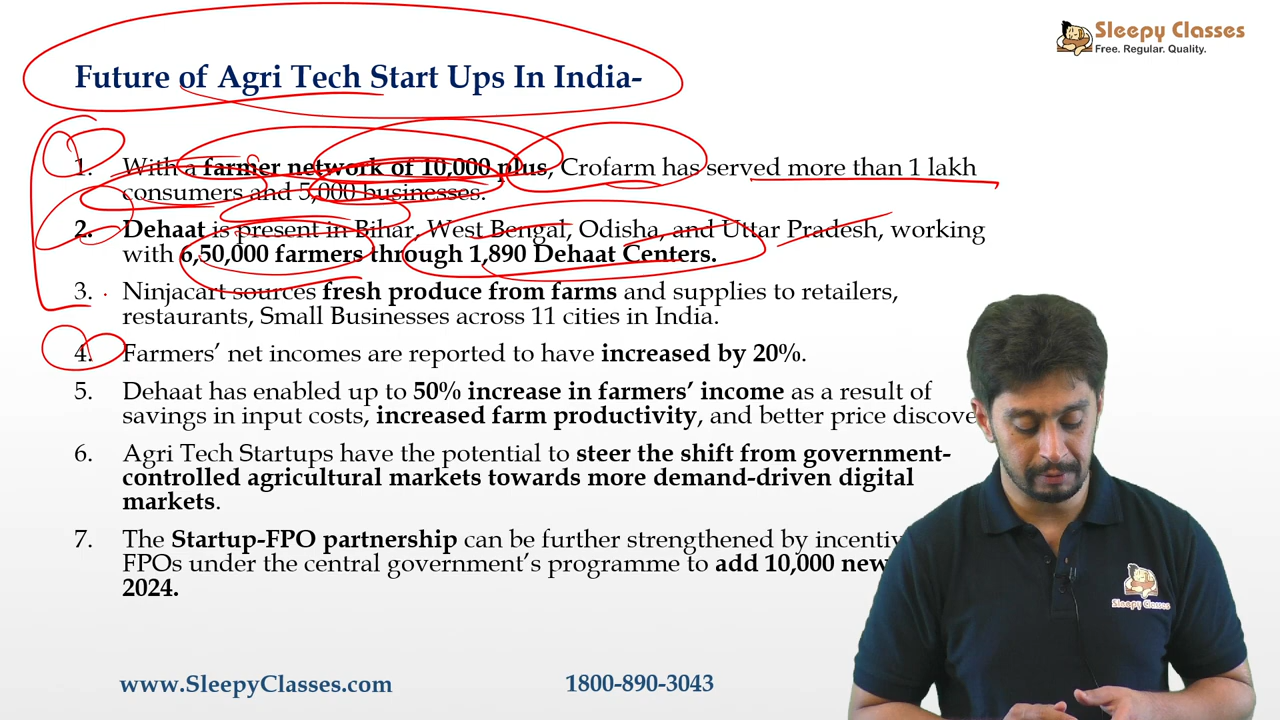 Sleepy Classes
Free. Regular. Quality.
Future of Agri Tech Start Ups In India-
1. With a farmer network of 10,000 plus, Crofarm has served more than 1 lakh
consumers and 5,000 businesses.
2. Dehaat is present in Bihar, West Bengal, Odisha, and Uttar Pradesh, working
with 6,50,000 farmers through 1,890 Dehaat Centers.
3. Ninjacart sources fresh produce from farms and supplies to retailers,
restaurants, Small Businesses across 11 cities in India.
4. Farmers’ net incomes are reported to have increased by 20%.
5. Dehaat has enabled up to 50% increase in farmers’ income as a result of
savings in input costs, increased farm productivity, and better price
6. Agri Tech Startups have the potential to steer the shift from government-
controlled agricultural markets towards more demand-driven digital
markets.
7. The Startup-FPO partnership can be further strengthened by
FPOs under the central government’s programme to add 10,000 new
2024.
Sleepy Classes
www.SleepyClasses.com
1800-890-3043